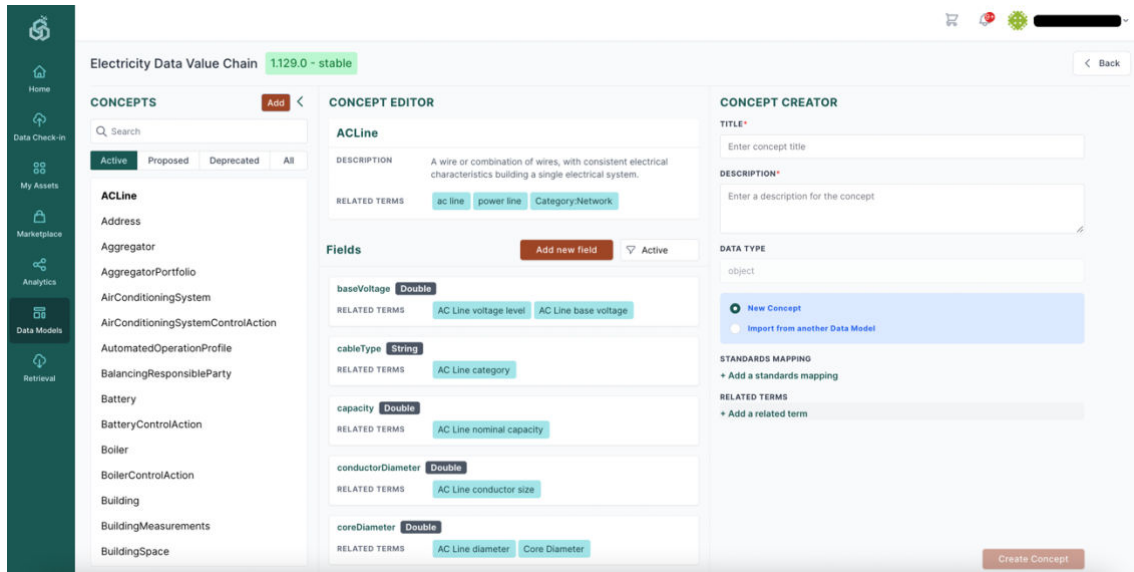 Home
Data Check-in
My Assets
Marketplace
Analytics
Data Models
Retrieval
9+
Electricity Data Value Chain 1.129.0 - stable
Back
CONCEPTS Add
Search
Active Proposed Deprecated All
ACLine
Address
Aggregator
AggregatorPortfolio
AirConditioningSystem
AirConditioningSystemControlAction
AutomatedOperationProfile
BalancingResponsibleParty
Battery
BatteryControlAction
Boiler
BoilerControlAction
Building
BuildingMeasurements
BuildingSpace
CONCEPT EDITOR
ACLine
DESCRIPTION A wire or combination of wires, with consistent electrical
characteristics building a single electrical system.
RELATED TERMS ac line power line Category:Network
Fields Add new field Active
baseVoltage Double
RELATED TERMS AC Line voltage level AC Line base voltage
cableType String
RELATED TERMS AC Line category
capacity Double
RELATED TERMS AC Line nominal capacity
conductorDiameter Double
RELATED TERMS AC Line conductor size
coreDiameter Double
RELATED TERMS AC Line diameter Core Diameter
CONCEPT CREATOR
TITLE*
Enter concept title
DESCRIPTION*
Enter a description for the concept
DATA TYPE
object
New Concept
Import from another Data Model
STANDARDS MAPPING
+ Add a standards mapping
RELATED TERMS
+ Add a related term
Create Concept